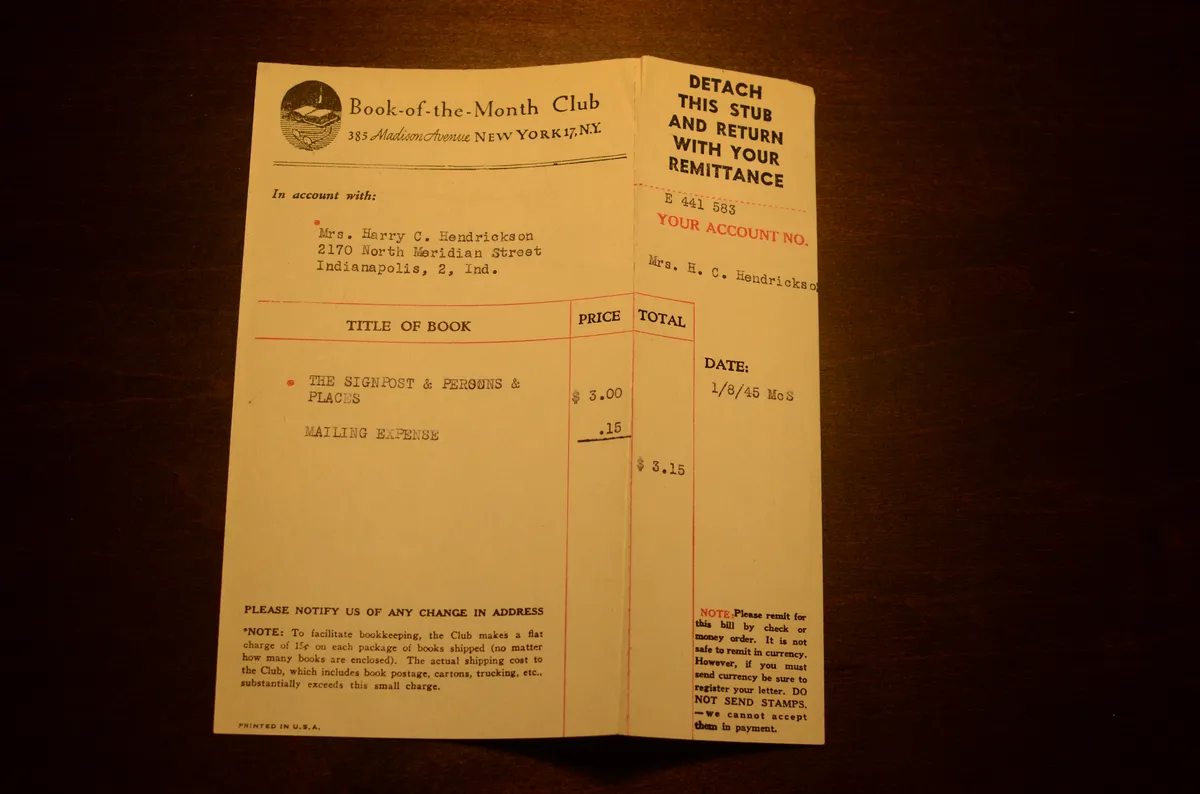 Book-of-the-Month Club
385 Madison Avenue NEW YORK 17, N.Y.
In account with:
Mrs. Harry C. Hendrickson
2170 North Meridian Street
Indianapolis, 2, Ind.
TITLE OF BOOK PRICE TOTAL
THE SIGNPOST & PERSONS &
PLACES $ 3.00
MAILING EXPENSE .15
$ 3.15
PLEASE NOTIFY US OF ANY CHANGE IN ADDRESS
*NOTE: To facilitate bookkeeping, the Club makes a flat
charge of 15¢ on each package of books shipped (no matter
how many books are enclosed). The actual shipping cost to
the Club, which includes book postage, cartons, trucking, etc.,
substantially exceeds this small charge.
PRINTED IN U.S.A.
DETACH
THIS STUB
AND RETURN
WITH YOUR
REMITTANCE
E 441 583
YOUR ACCOUNT NO.
Mrs. H. C. Hendrickson
DATE:
1/8/45 McS
NOTE: Please remit for
this bill by check or
money order. It is not
safe to remit in currency.
However, if you must
send currency be sure to
register your letter. DO
NOT SEND STAMPS.
—we cannot accept
them in payment.